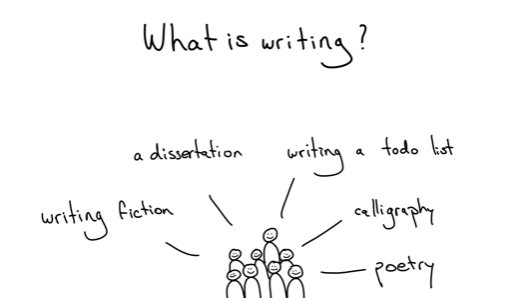 What is writing?
a dissertation
writing a todo list
writing fiction
calligraphy
poetry